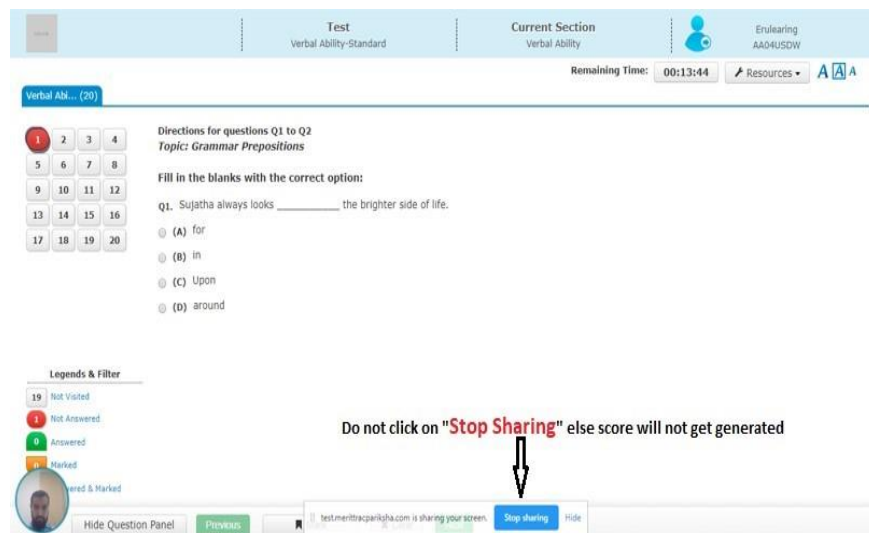 Test
Verbal Ability-Standard
Current Section
Verbal Ability
Erulearing
AA04USDW
Remaining Time: 00:13:44 Resources A A A
Verbal Abi... (20)
1 2 3 4
5 6 7 8
9 10 11 12
13 14 15 16
17 18 19 20
Directions for questions Q1 to Q2
Topic: Grammar Prepositions
Fill in the blanks with the correct option:
Q1. Sujatha always looks ____________ the brighter side of life.
(A) for
(B) in
(C) Upon
(D) around
Legends & Filter
19 Not Visited
1 Not Answered
0 Answered
0 Marked
& Marked
Do not click on "Stop Sharing" else score will not get generated
Hide Question Panel Previous
test.merittracpariksha.com is sharing your screen. Stop sharing Hide